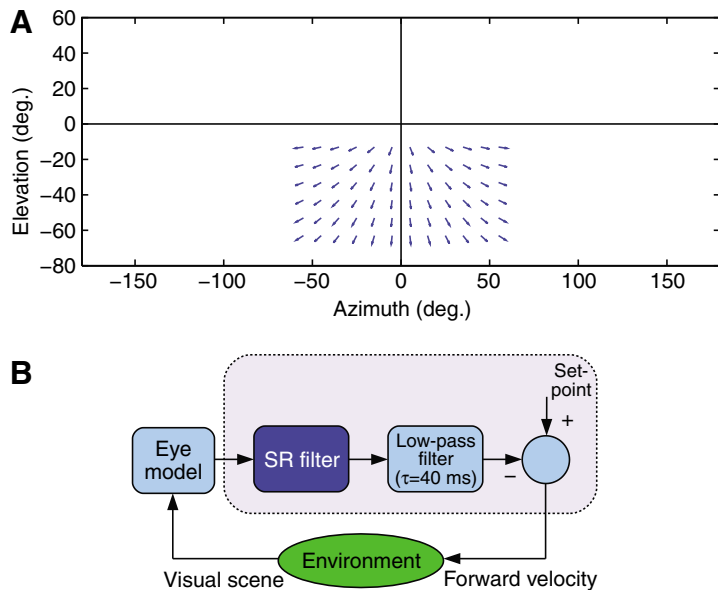 A
60
40
20
0
−20
−40
−60
−80
Elevation (deg.)
−150 −100 −50 0 50 100 150
Azimuth (deg.)
B
Set-
point
+
Eye
model
SR filter
Low-pass
filter
(τ=40 ms)
−
Environment
Visual scene
Forward velocity